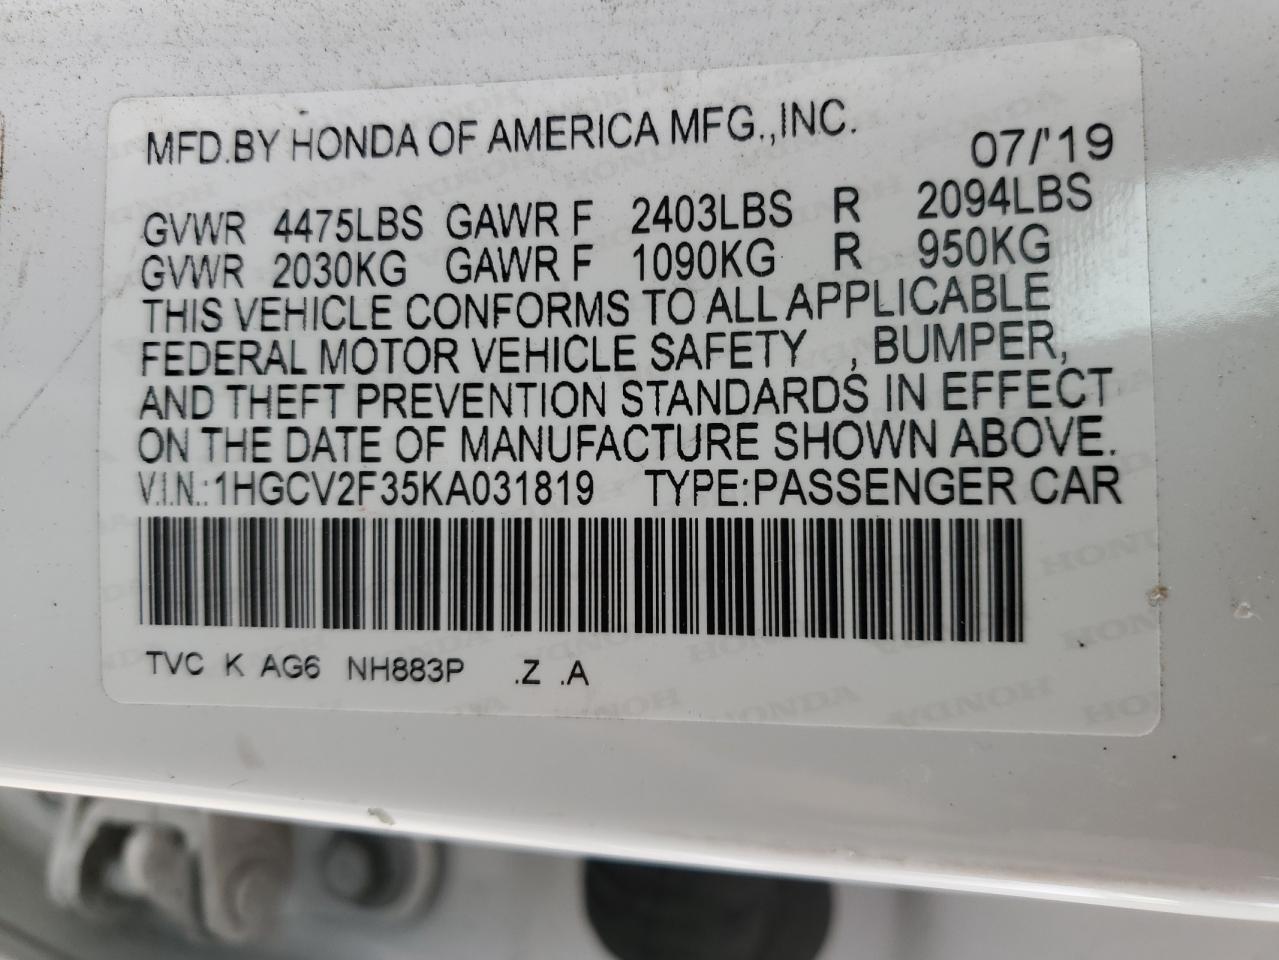 MFD.BY HONDA OF AMERICA MFG.,INC. 07/'19
GVWR 4475LBS GAWR F 2403LBS R 2094LBS
GVWR 2030KG GAWR F 1090KG R 950KG
THIS VEHICLE CONFORMS TO ALL APPLICABLE
FEDERAL MOTOR VEHICLE SAFETY , BUMPER,
AND THEFT PREVENTION STANDARDS IN EFFECT
ON THE DATE OF MANUFACTURE SHOWN ABOVE.
V.I.N.:1HGCV2F35KA031819 TYPE:PASSENGER CAR
TVC K AG6 NH883P .Z .A